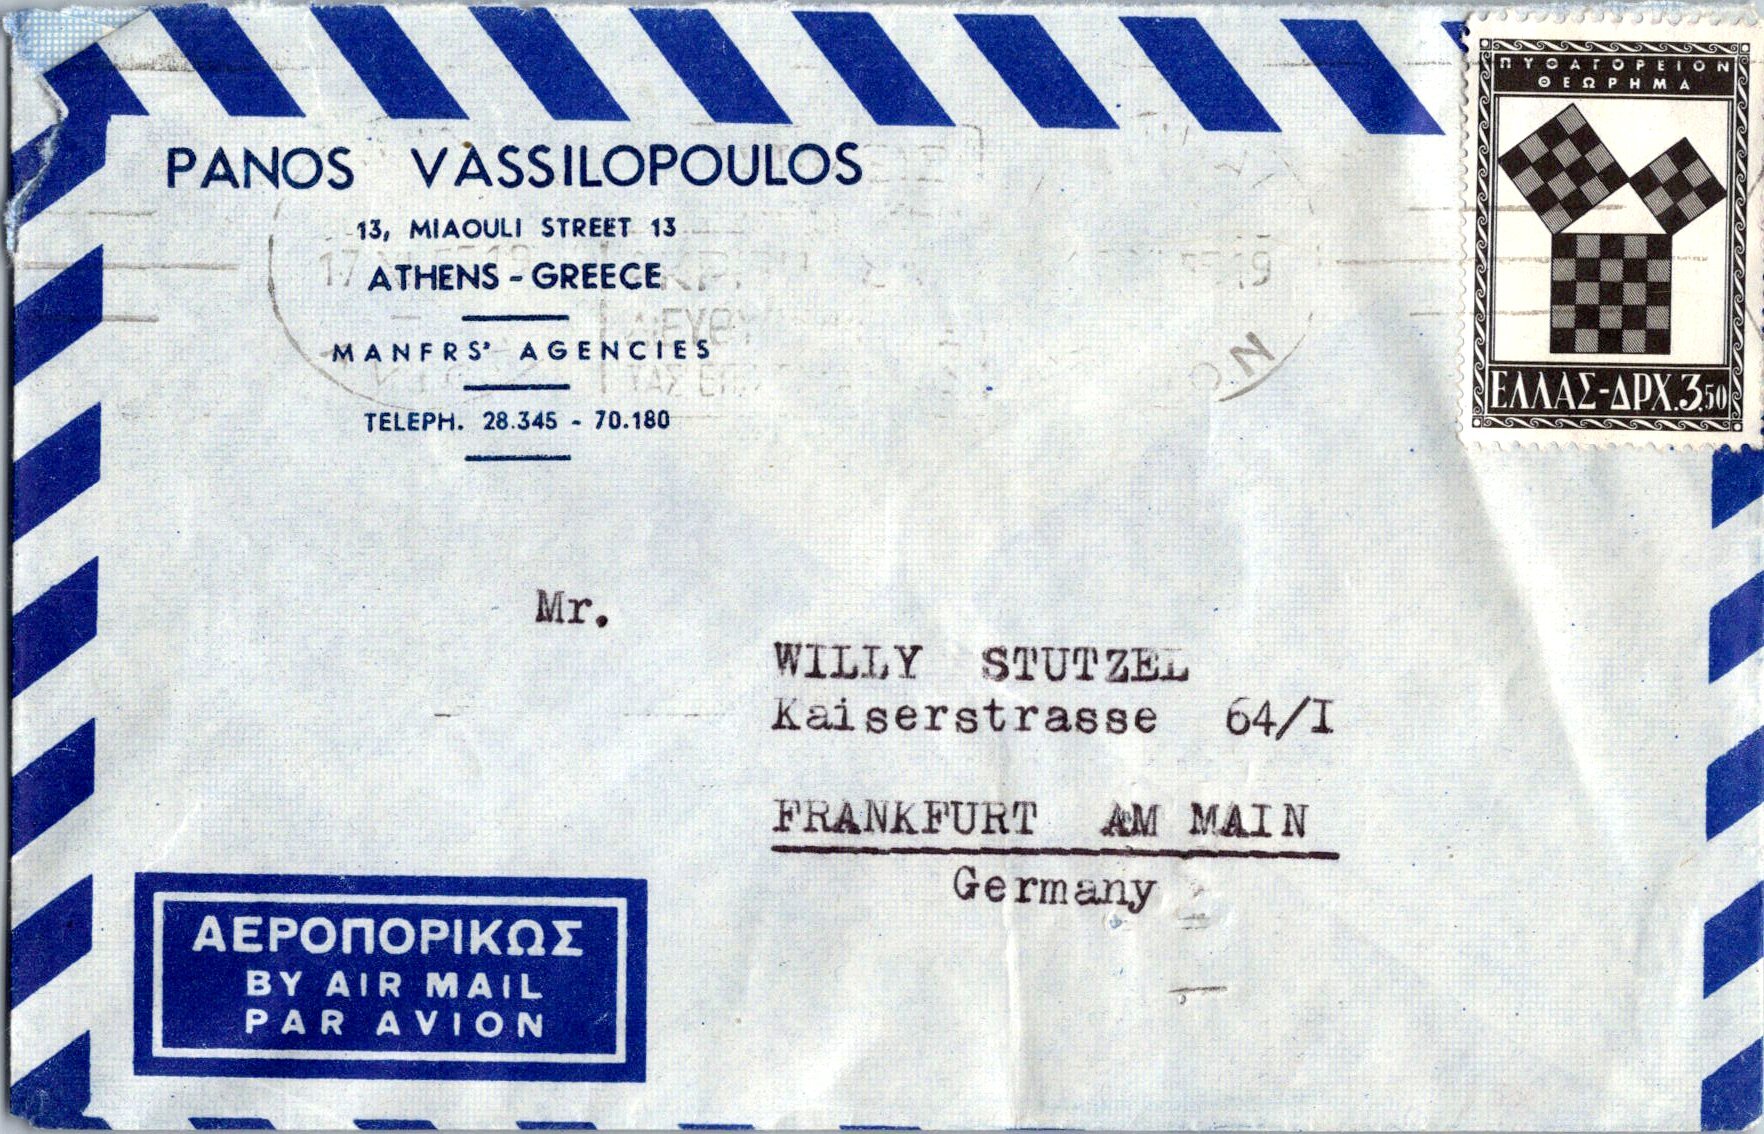 ΠΥΘΑΓΟΡΕΙΟΝ
ΘΕΩΡΗΜΑ
ΕΛΛΑΣ-ΔΡΧ.3,50
PANOS VASSILOPOULOS
13, MIAOULI STREET 13
ATHENS - GREECE
MANFRS' AGENCIES
TELEPH. 28.345 - 70.180
Mr.
WILLY STUTZEL
Kaiserstrasse 64/I
FRANKFURT AM MAIN
Germany
ΑΕΡΟΠΟΡΙΚΩΣ
BY AIR MAIL
PAR AVION